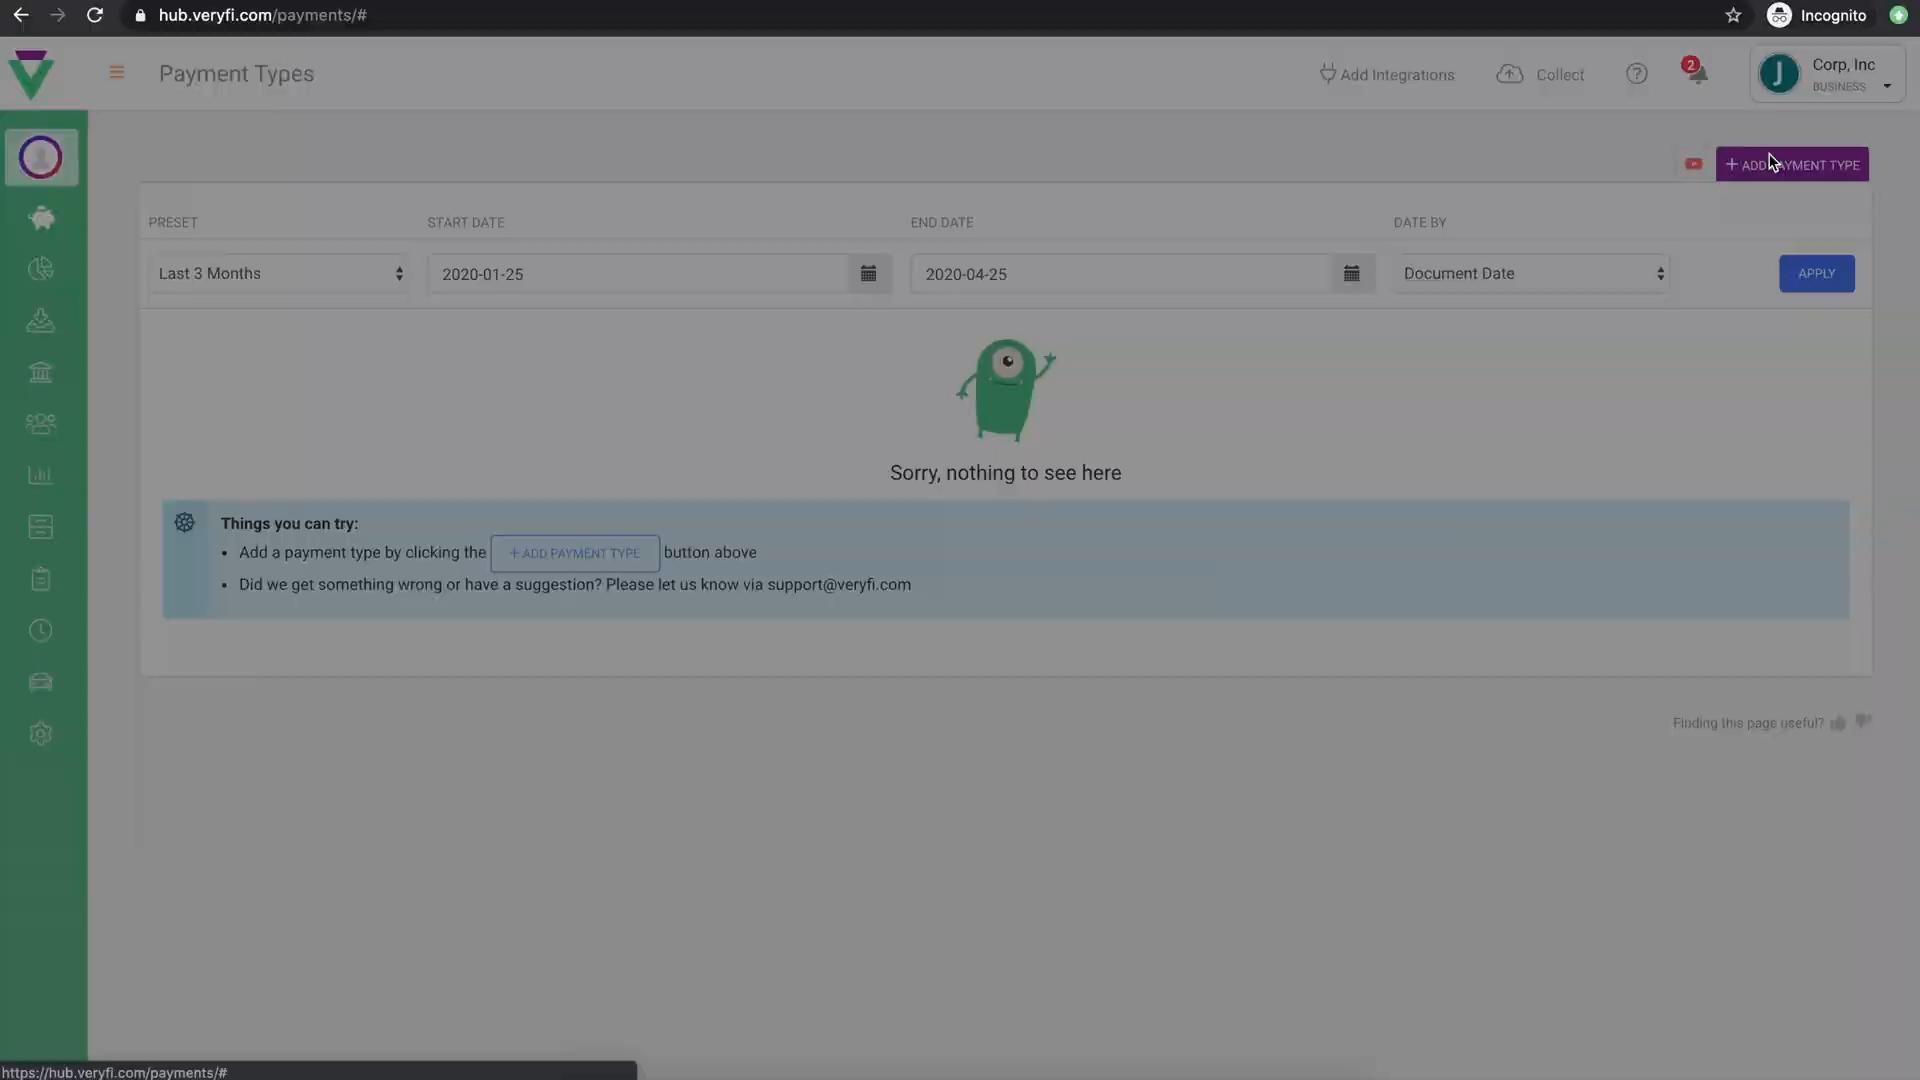 hub.veryfi.com/payments/#
Incognito
Payment Types
Add Integrations
Collect
2
J
Corp, Inc
BUSINESS
+ ADD PAYMENT TYPE
PRESET
START DATE
END DATE
DATE BY
Last 3 Months
2020-01-25
2020-04-25
Document Date
APPLY
Sorry, nothing to see here
Things you can try:
• Add a payment type by clicking the + ADD PAYMENT TYPE button above
• Did we get something wrong or have a suggestion? Please let us know via support@veryfi.com
Finding this page useful?
https://hub.veryfi.com/payments/#